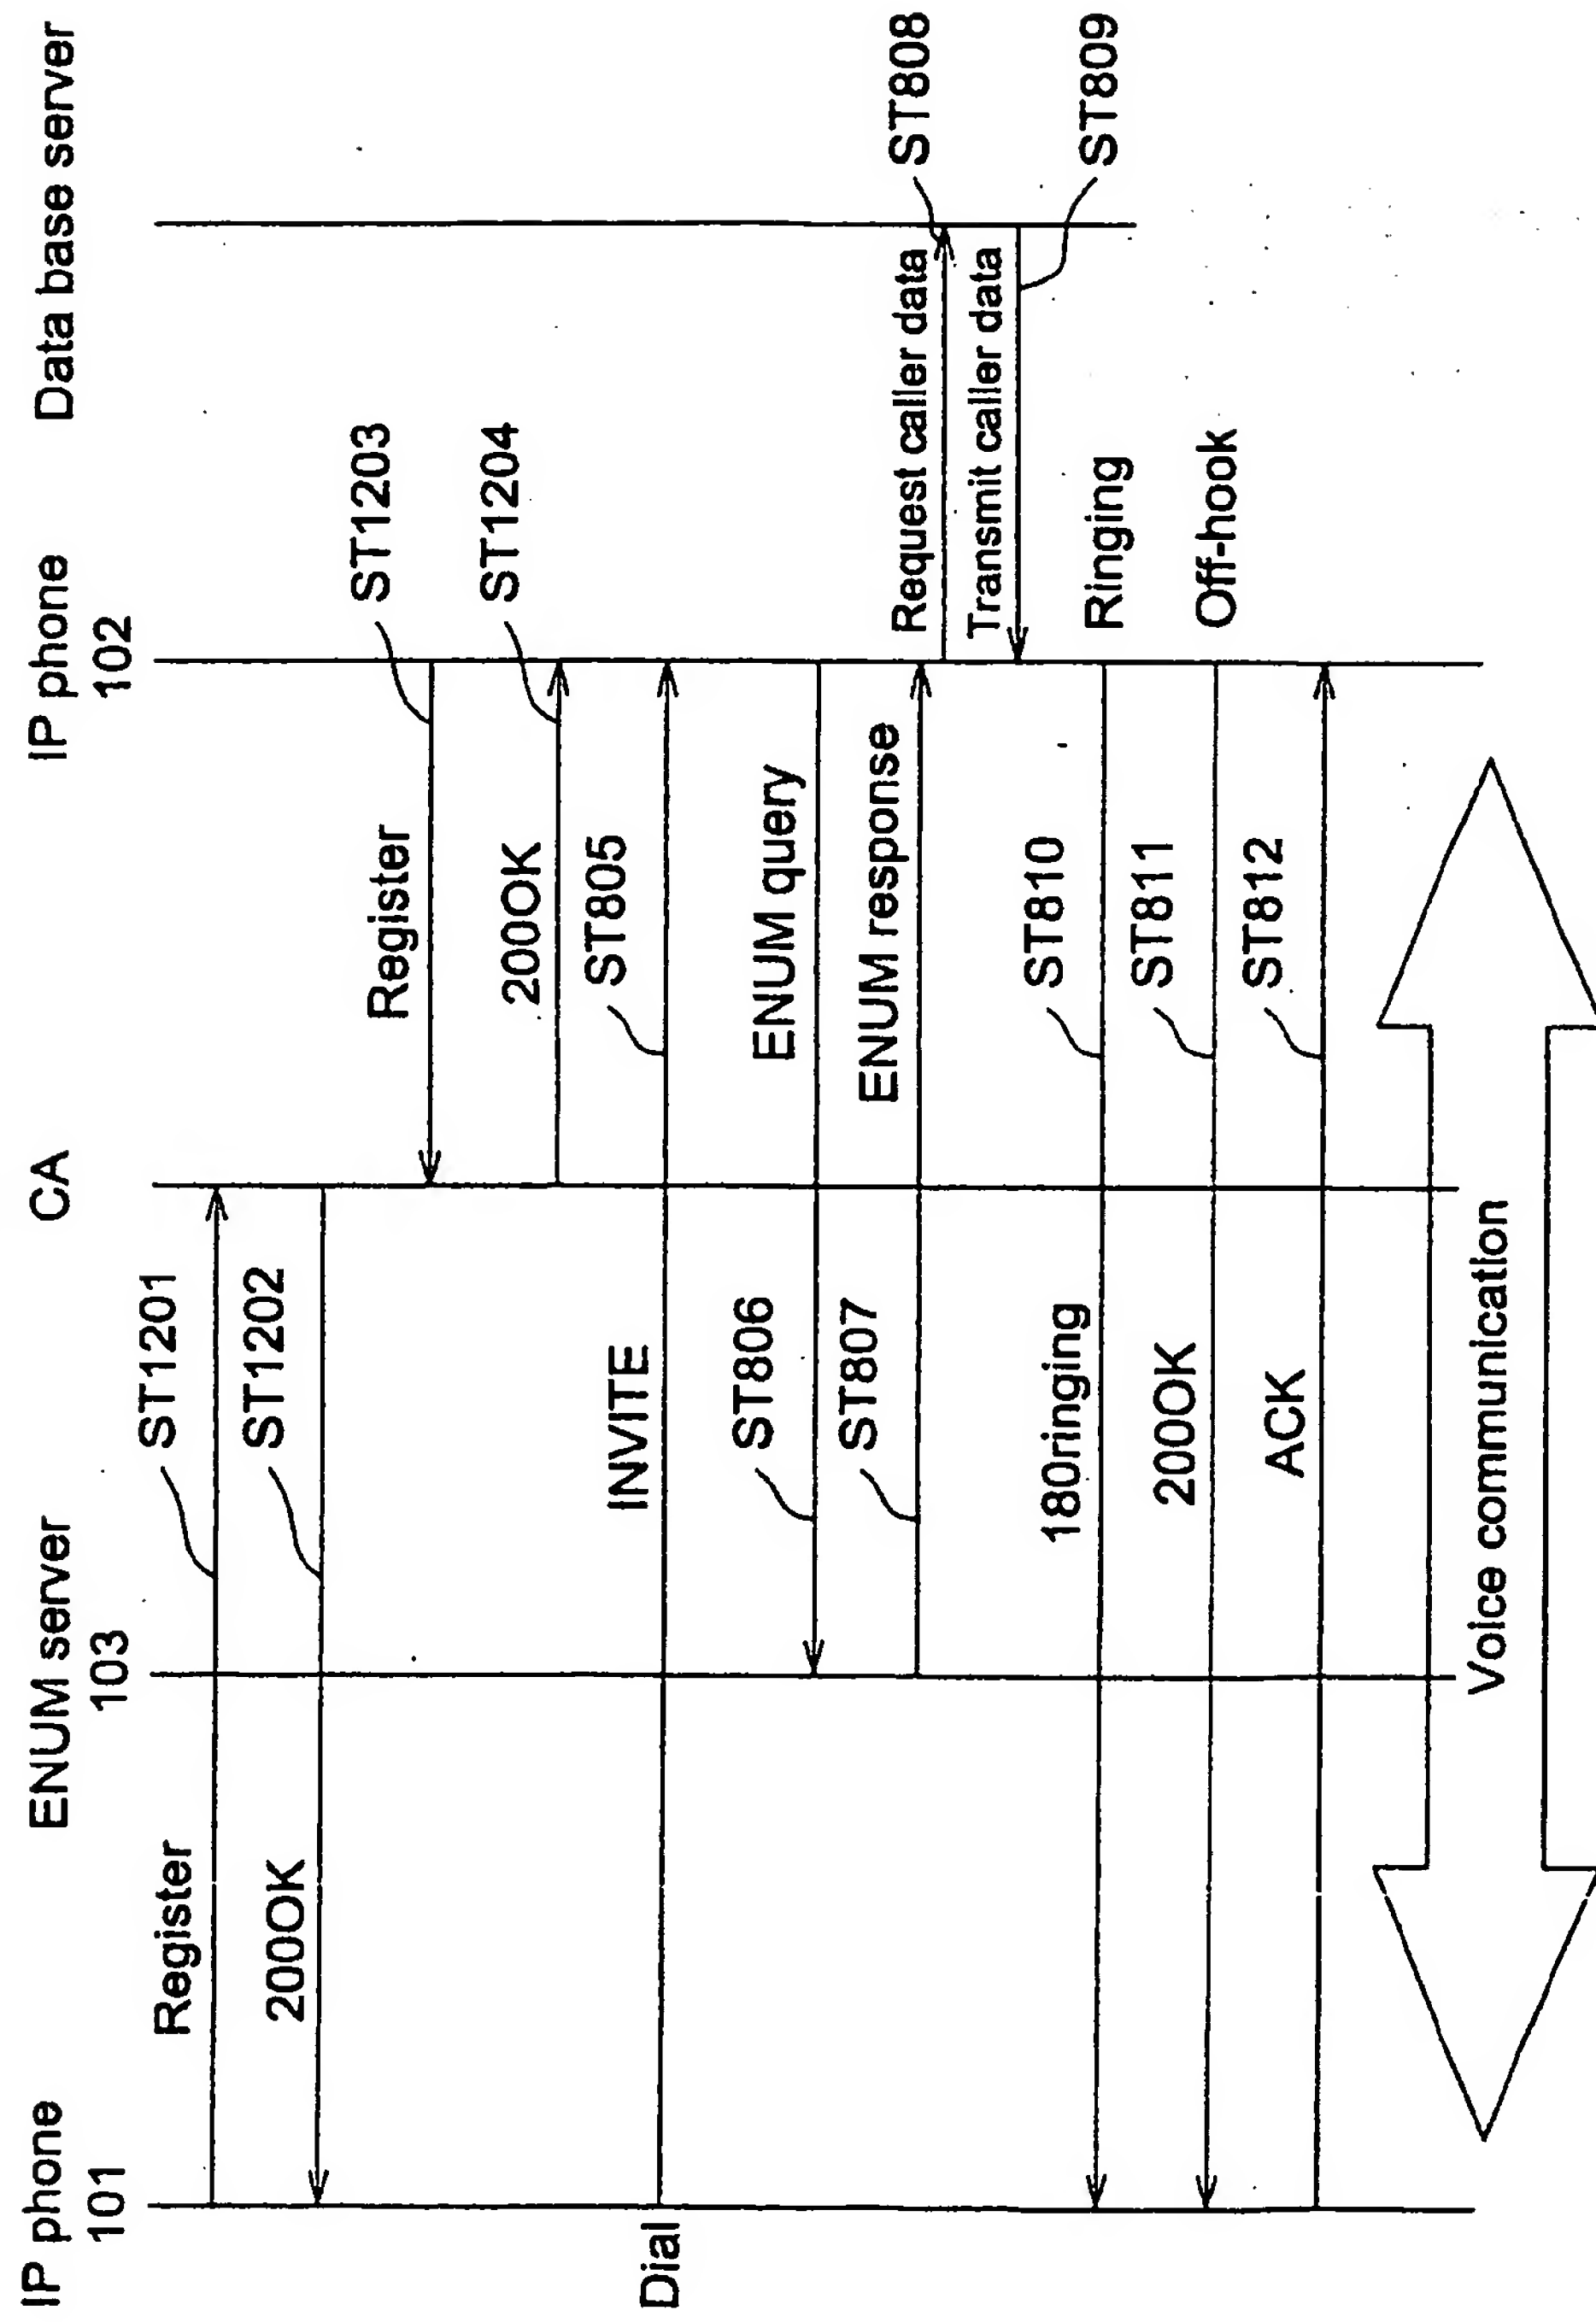 IP phone
101
ENUM server
103
CA
IP phone
102
Data base server
Register
ST1201
200OK
ST1202
Register
ST1203
200OK
ST1204
Dial
INVITE
ST805
ST806
ENUM query
ST807
ENUM response
Request caller data
ST808
Transmit caller data
ST809
180ringing
ST810
Ringing
200OK
ST811
Off-hook
ACK
ST812
Voice communication